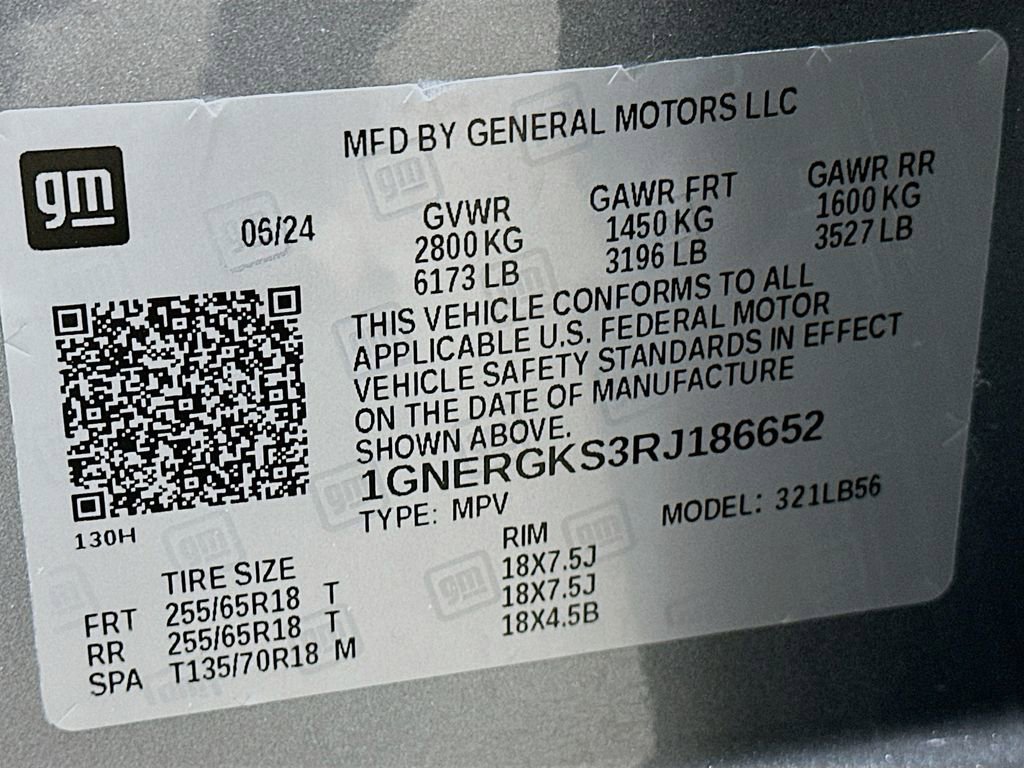 gm
MFD BY GENERAL MOTORS LLC
06/24
GVWR
2800 KG
6173 LB
GAWR FRT
1450 KG
3196 LB
GAWR RR
1600 KG
3527 LB
THIS VEHICLE CONFORMS TO ALL
APPLICABLE U.S. FEDERAL MOTOR
VEHICLE SAFETY STANDARDS IN EFFECT
ON THE DATE OF MANUFACTURE
SHOWN ABOVE.
1GNERGKS3RJ186652
TYPE: MPV MODEL: 321LB56
130H
TIRE SIZE RIM
FRT 255/65R18 T 18X7.5J
RR 255/65R18 T 18X7.5J
SPA T135/70R18 M 18X4.5B